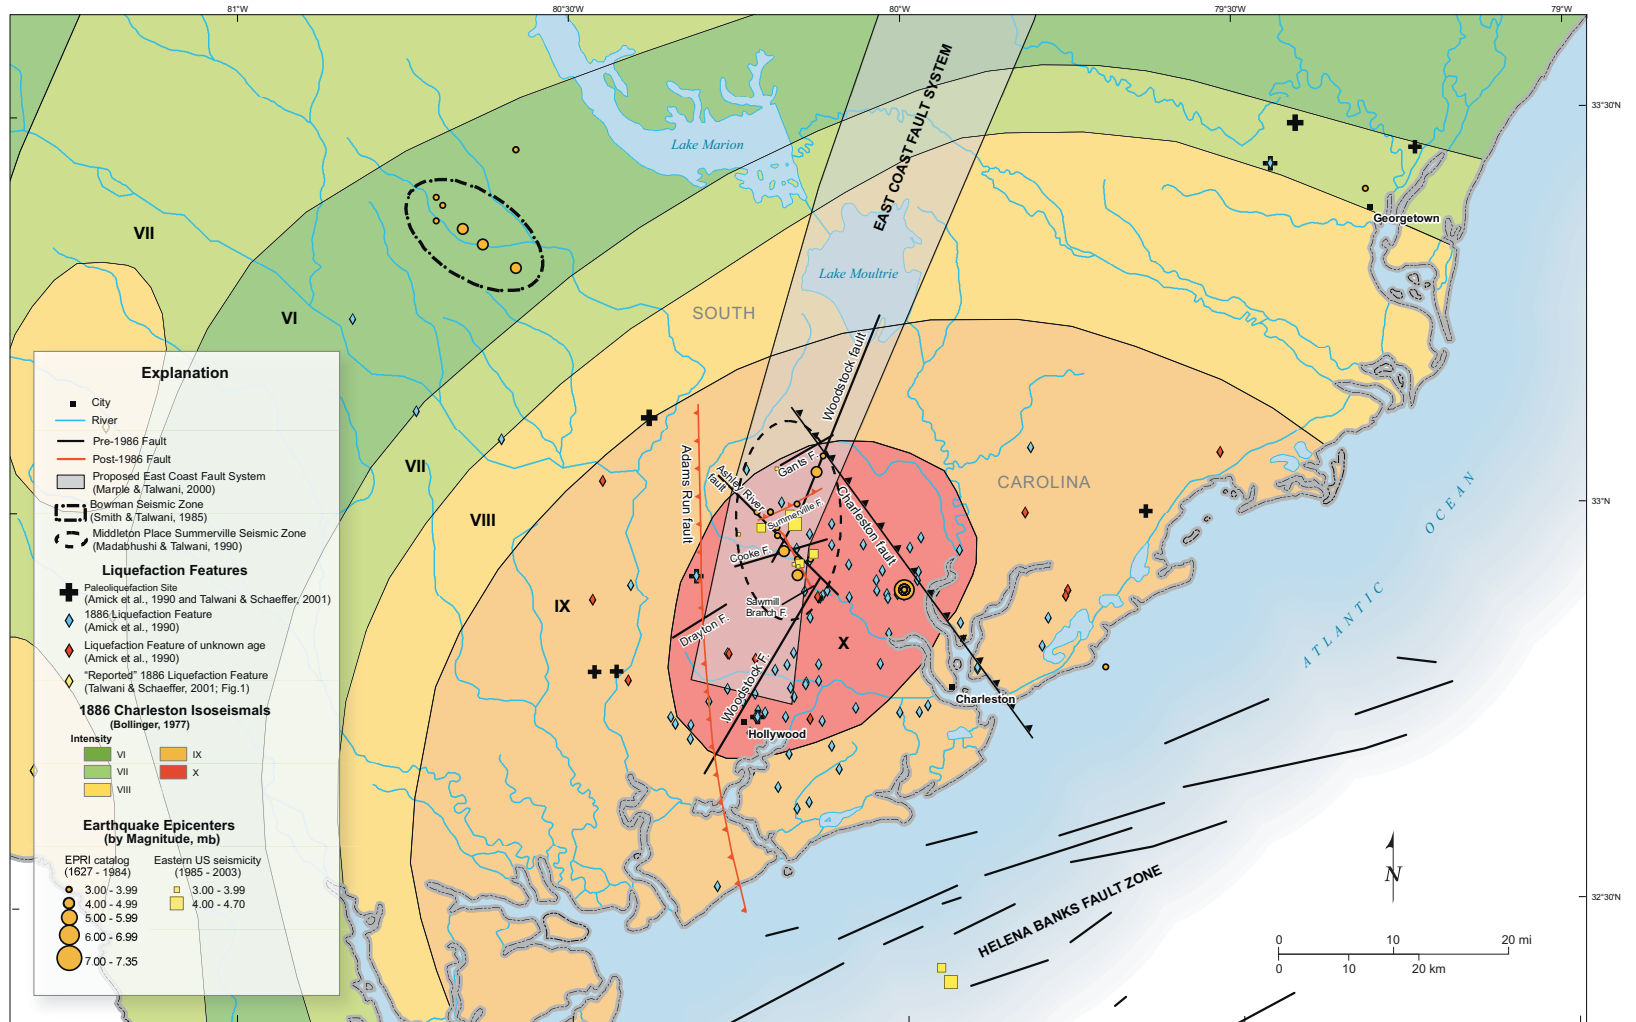 81°W
80°30'W
80°W
79°30'W
79°W
33°30'N
33°N
32°30'N
EAST COAST FAULT SYSTEM
Lake Marion
Lake Moultrie
Georgetown
VII
VI
SOUTH
CAROLINA
VII
VIII
IX
X
Woodstock fault
Adams Run fault
Ashley River
fault
Gants F.
Summerville F.
Charleston fault
Cooke F.
Sawmill
Branch F.
Drayton F.
Woodstock F.
Charleston
Hollywood
ATLANTIC OCEAN
HELENA BANKS FAULT ZONE
N
0 10 20 mi
0 10 20 km
Explanation
City
River
Pre-1986 Fault
Post-1986 Fault
Proposed East Coast Fault System
(Marple & Talwani, 2000)
Bowman Seismic Zone
(Smith & Talwani, 1985)
Middleton Place Summerville Seismic Zone
(Madabhushi & Talwani, 1990)
Liquefaction Features
Paleoliquefaction Site
(Amick et al., 1990 and Talwani & Schaeffer, 2001)
1886 Liquefaction Feature
(Amick et al., 1990)
Liquefaction Feature of unknown age
(Amick et al., 1990)
“Reported” 1886 Liquefaction Feature
(Talwani & Schaeffer, 2001; Fig.1)
1886 Charleston Isoseismals
(Bollinger, 1977)
Intensity
VI IX
VII X
VIII
Earthquake Epicenters
(by Magnitude, mb)
EPRI catalog Eastern US seismicity
(1627 - 1984) (1985 - 2003)
3.00 - 3.99 3.00 - 3.99
4.00 - 4.99 4.00 - 4.70
5.00 - 5.99
6.00 - 6.99
7.00 - 7.35